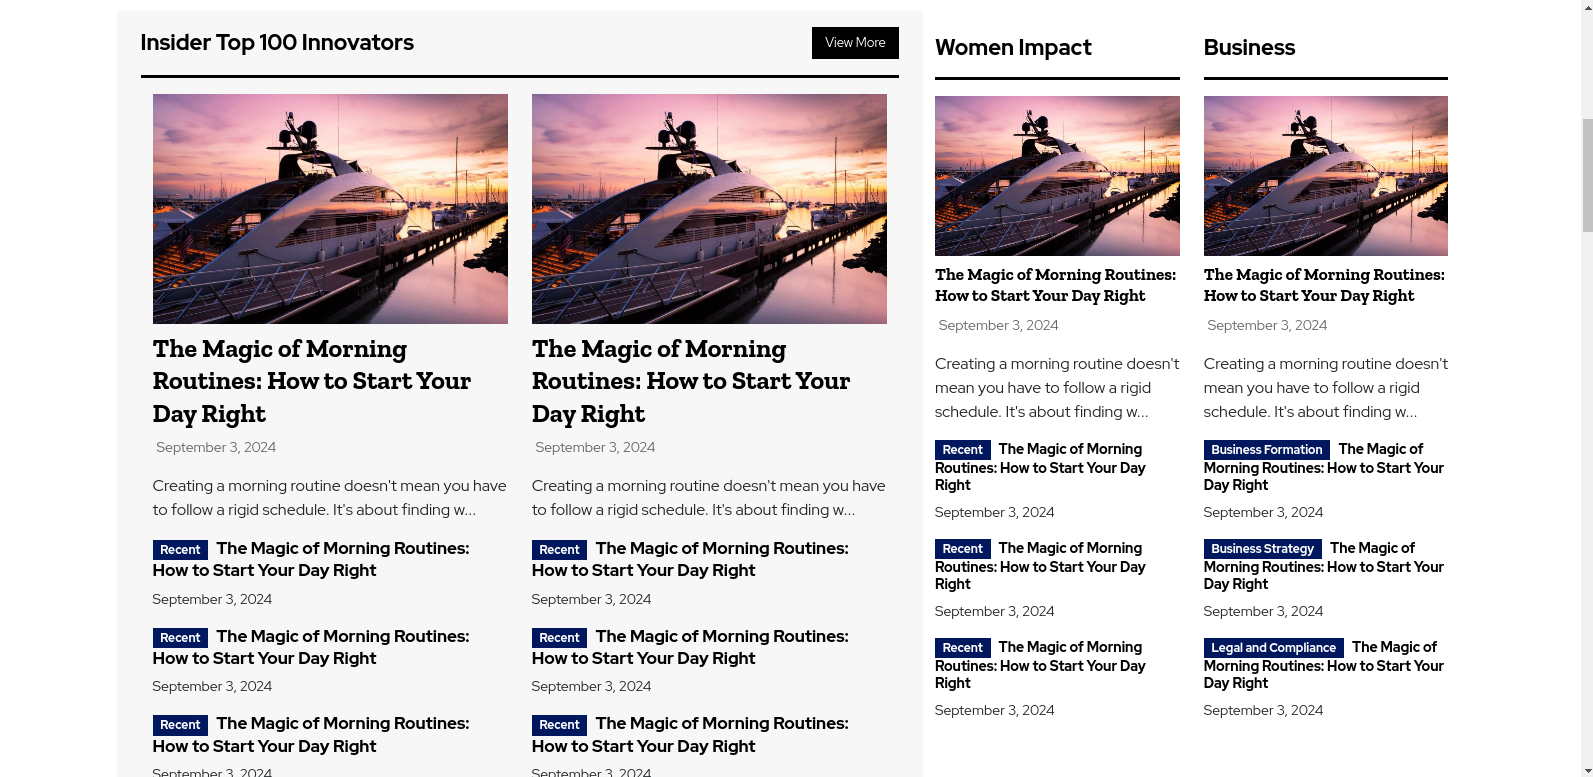 Insider Top 100 Innovators
View More
The Magic of Morning
Routines: How to Start Your
Day Right
September 3, 2024
Creating a morning routine doesn't mean you have
to follow a rigid schedule. It's about finding w...
Recent The Magic of Morning Routines:
How to Start Your Day Right
September 3, 2024
Recent The Magic of Morning Routines:
How to Start Your Day Right
September 3, 2024
Recent The Magic of Morning Routines:
How to Start Your Day Right
September 3, 2024
The Magic of Morning
Routines: How to Start Your
Day Right
September 3, 2024
Creating a morning routine doesn't mean you have
to follow a rigid schedule. It's about finding w...
Recent The Magic of Morning Routines:
How to Start Your Day Right
September 3, 2024
Recent The Magic of Morning Routines:
How to Start Your Day Right
September 3, 2024
Recent The Magic of Morning Routines:
How to Start Your Day Right
September 3, 2024
Women Impact
The Magic of Morning Routines:
How to Start Your Day Right
September 3, 2024
Creating a morning routine doesn't
mean you have to follow a rigid
schedule. It's about finding w...
Recent The Magic of Morning
Routines: How to Start Your Day
Right
September 3, 2024
Recent The Magic of Morning
Routines: How to Start Your Day
Right
September 3, 2024
Recent The Magic of Morning
Routines: How to Start Your Day
Right
September 3, 2024
Business
The Magic of Morning Routines:
How to Start Your Day Right
September 3, 2024
Creating a morning routine doesn't
mean you have to follow a rigid
schedule. It's about finding w...
Business Formation The Magic of
Morning Routines: How to Start Your
Day Right
September 3, 2024
Business Strategy The Magic of
Morning Routines: How to Start Your
Day Right
September 3, 2024
Legal and Compliance The Magic of
Morning Routines: How to Start Your
Day Right
September 3, 2024